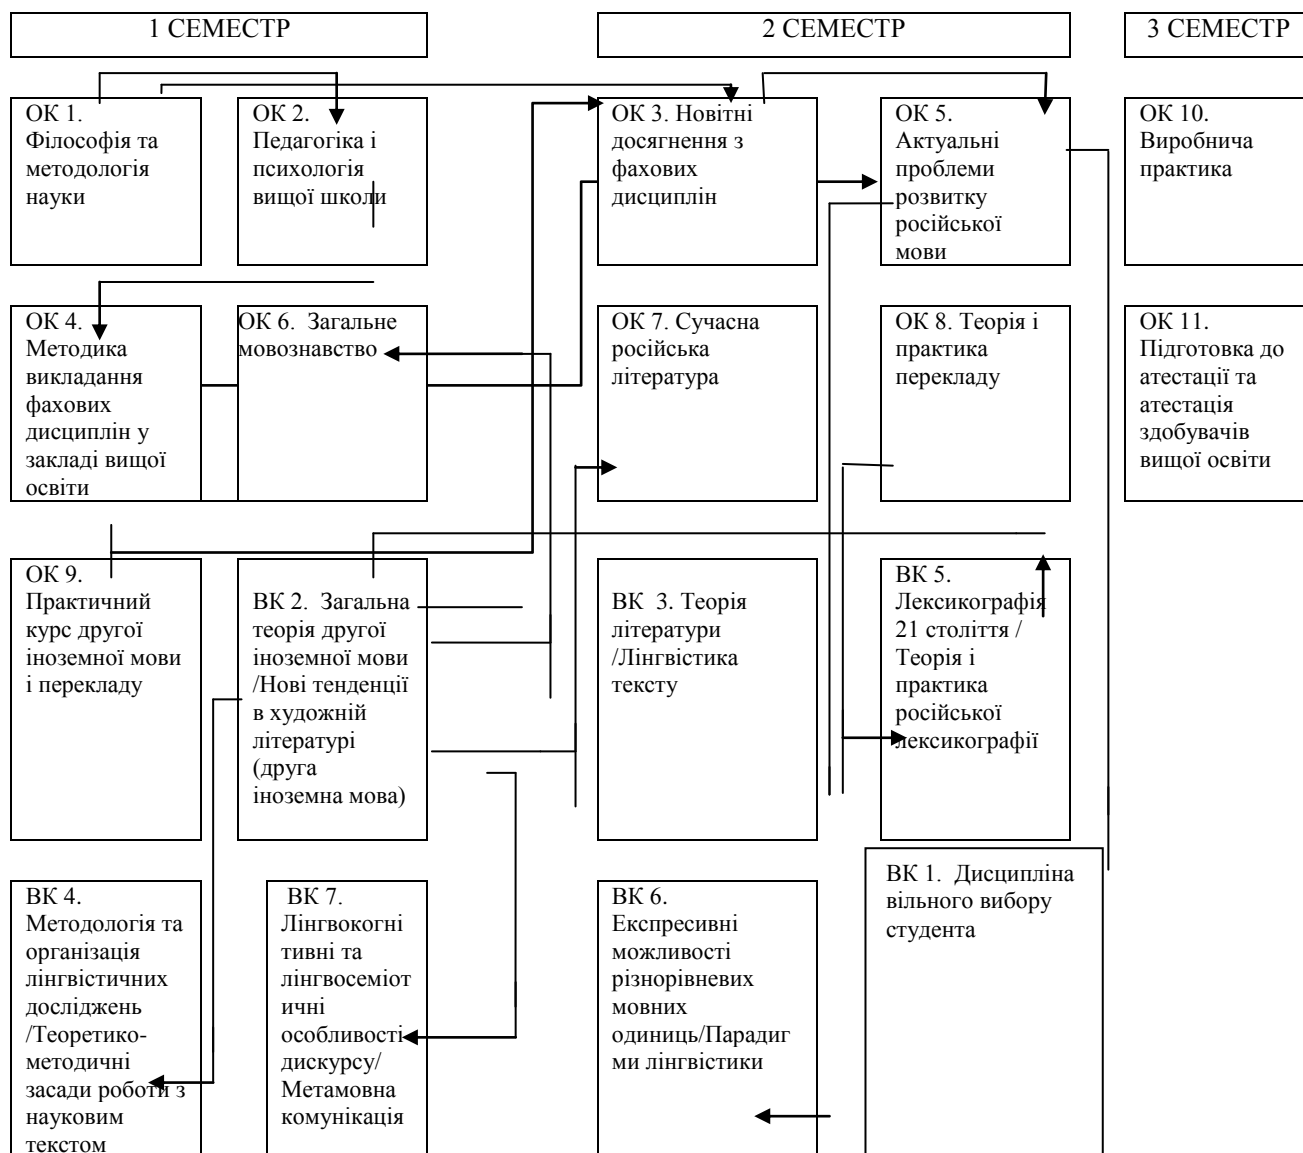 1 СЕМЕСТР
2 СЕМЕСТР
3 СЕМЕСТР
ОК 1.
Філософія та
методологія
науки
ОК 2.
Педагогіка і
психологія
вищої школи
ОК 3. Новітні
досягнення з
фахових
дисциплін
ОК 5.
Актуальні
проблеми
розвитку
російської
мови
ОК 10.
Виробнича
практика
ОК 4.
Методика
викладання
фахових
дисциплін у
закладі вищої
освіти
ОК 6. Загальне
мовознавство
ОК 7. Сучасна
російська
література
ОК 8. Теорія і
практика
перекладу
ОК 11.
Підготовка до
атестації та
атестація
здобувачів
вищої освіти
ОК 9.
Практичний
курс другої
іноземної мови
і перекладу
ВК 2. Загальна
теорія другої
іноземної мови
/Нові тенденції
в художній
літературі
(друга
іноземна мова)
ВК 3. Теорія
літератури
/Лінгвістика
тексту
ВК 5.
Лексикографія
21 століття /
Теорія і
практика
російської
лексикографії
ВК 4.
Методологія та
організація
лінгвістичних
досліджень
/Теоретико-
методичні
засади роботи з
науковим
текстом
ВК 7.
Лінгвокогні
тивні та
лінгвосеміот
ичні
особливості
дискурсу/
Метамовна
комунікація
ВК 6.
Експресивні
можливості
різнорівневих
мовних
одиниць/Парадиг
ми лінгвістики
ВК 1. Дисципліна
вільного вибору
студента